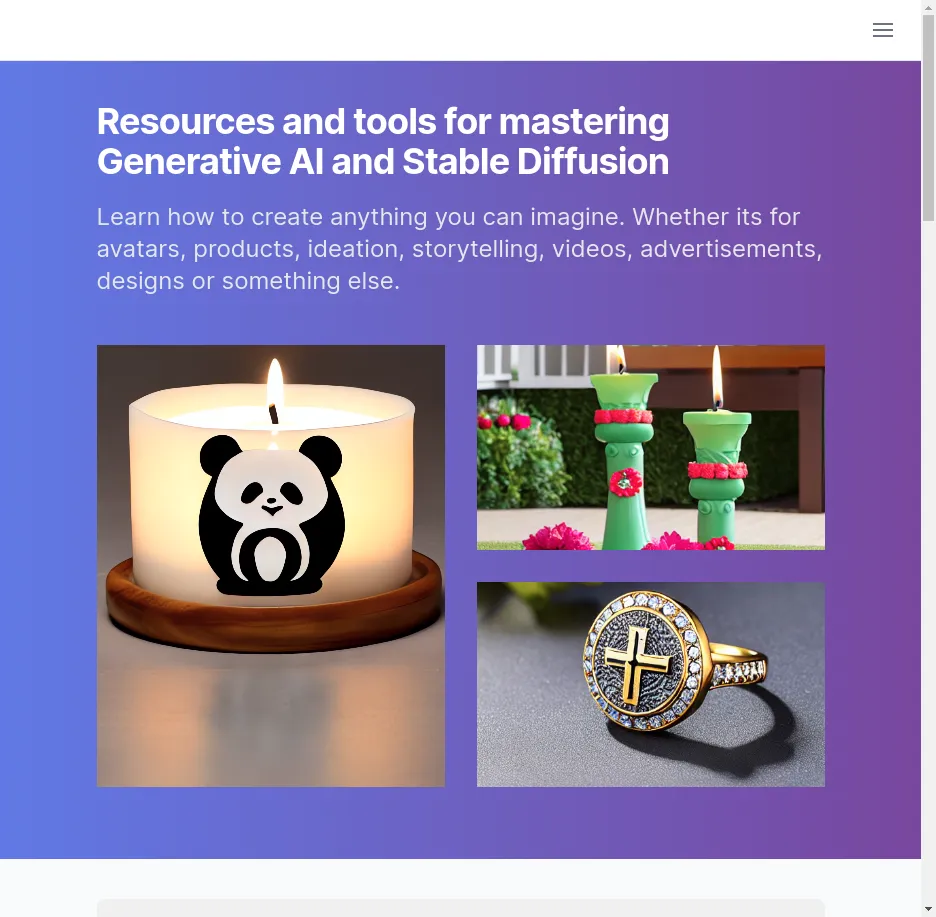 Resources and tools for mastering
Generative AI and Stable Diffusion
Learn how to create anything you can imagine. Whether its for
avatars, products, ideation, storytelling, videos, advertisements,
designs or something else.